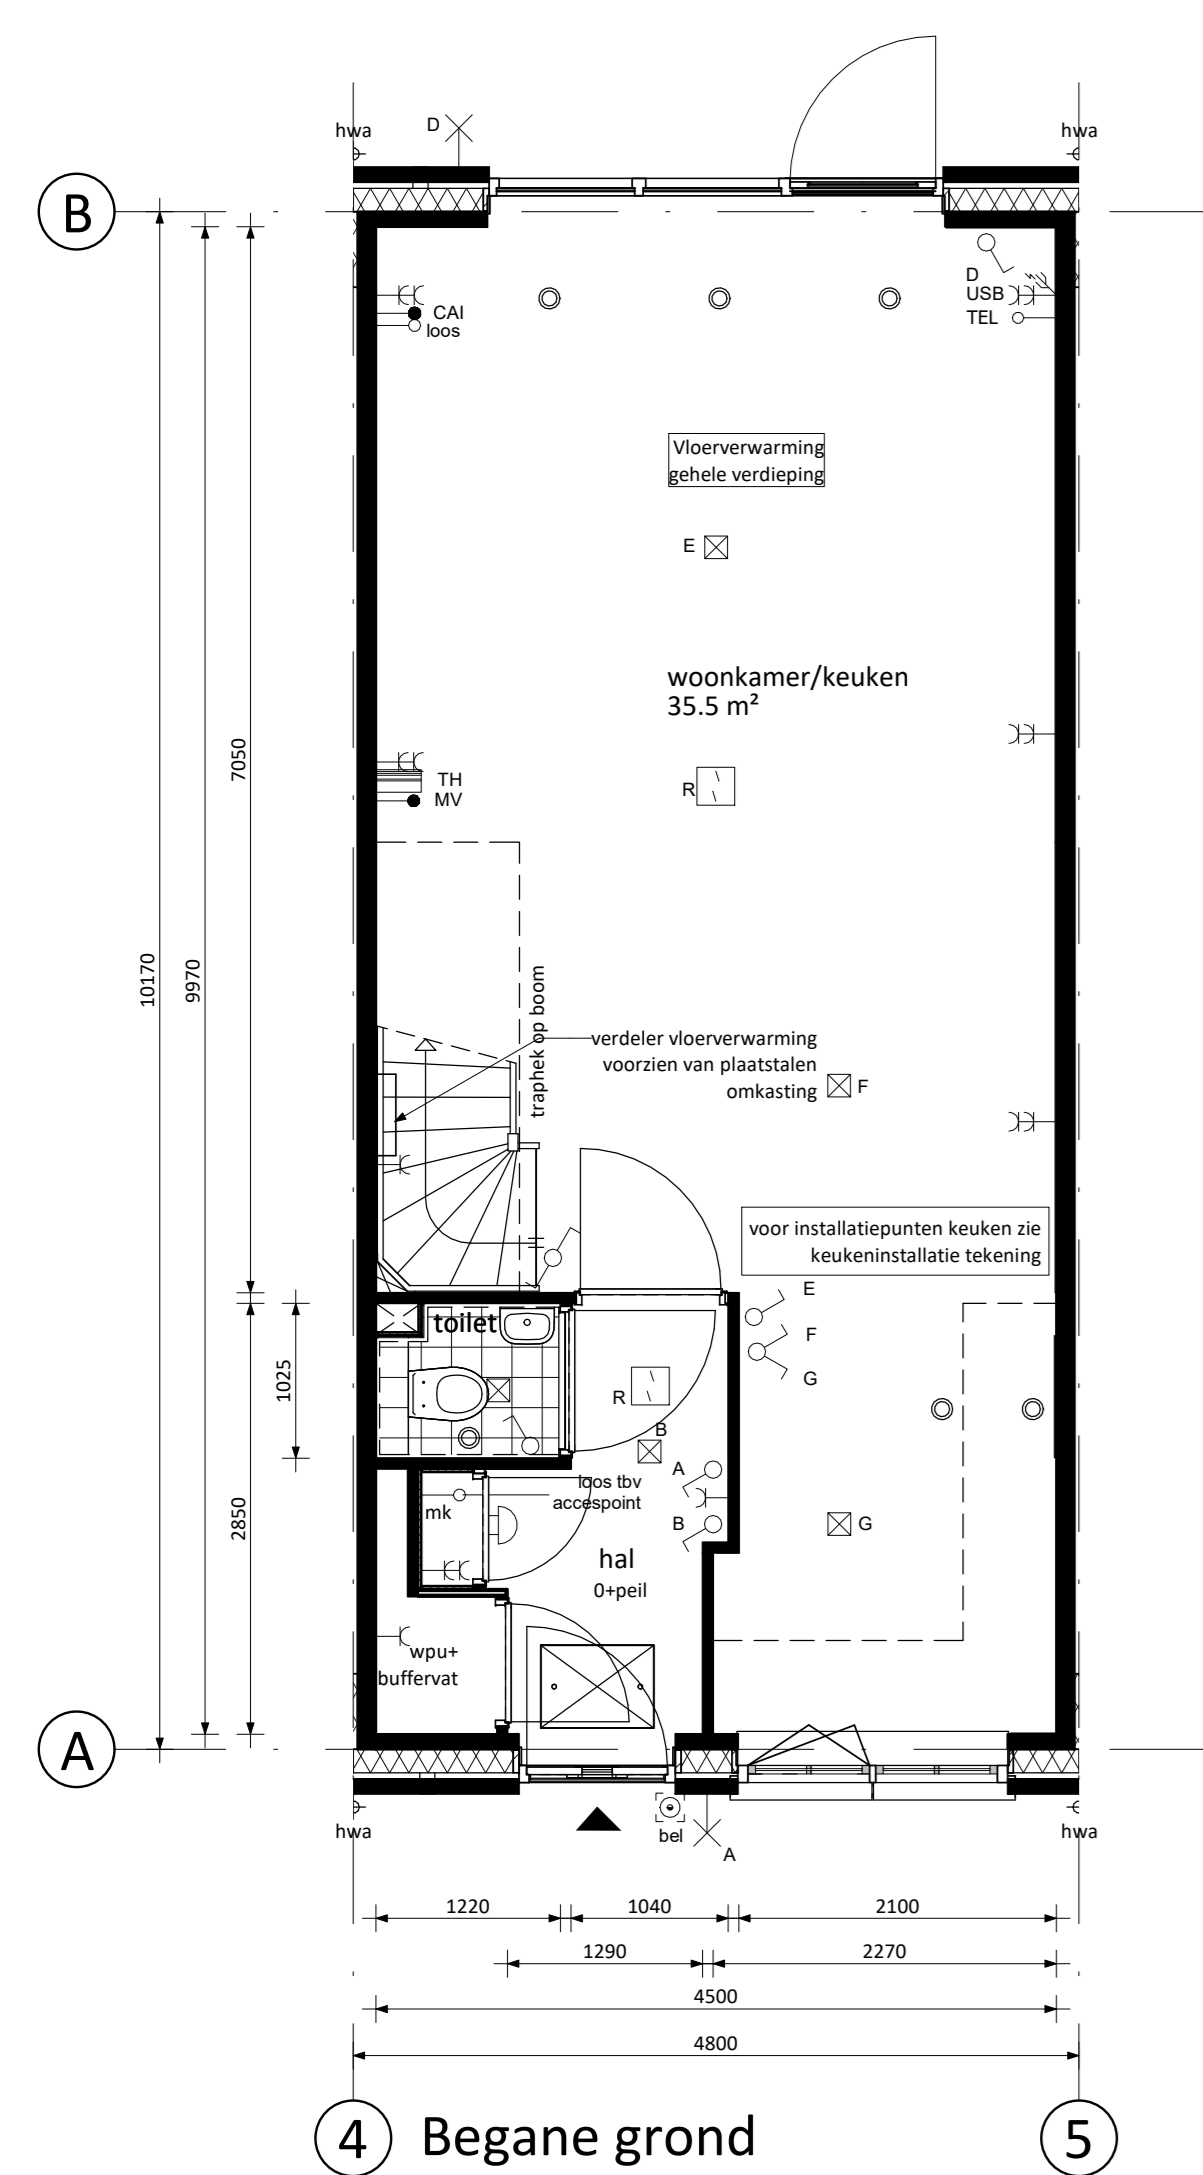 hwa
D
hwa
B
D
USB
TEL
CAI
loos
Vloerverwarming
gehele verdieping
E
woonkamer/keuken
35.5 m²
7050
TH
MV
R
10170
9970
traphek op boom
verdeler vloerverwarming
voorzien van plaatstalen
omkasting
F
voor installatiepunten keuken zie
keukeninstallatie tekening
E
F
G
toilet
1025
R
B
A
loos tbv
accespoint
mk
B
G
2850
hal
0+peil
wpu+
buffervat
A
hwa
bel
A
hwa
1220
1040
2100
1290
2270
4500
4800
4
Begane grond
5